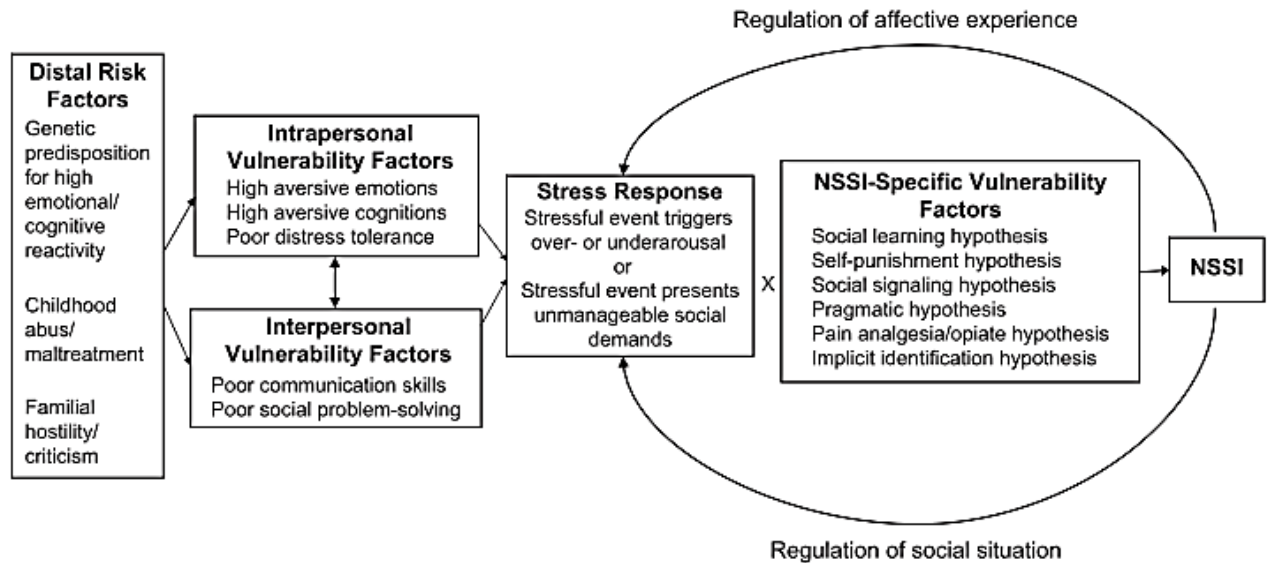 Regulation of affective experience
Distal Risk
Factors
Genetic
predisposition
for high
emotional/
cognitive
reactivity
Childhood
abus/
maltreatment
Familial
hostility/
criticism
Intrapersonal
Vulnerability Factors
High aversive emotions
High aversive cognitions
Poor distress tolerance
Interpersonal
Vulnerability Factors
Poor communication skills
Poor social problem-solving
Stress Response
Stressful event triggers
over- or underarousal
or
Stressful event presents
unmanageable social
demands
x
NSSI-Specific Vulnerability
Factors
Social learning hypothesis
Self-punishment hypothesis
Social signaling hypothesis
Pragmatic hypothesis
Pain analgesia/opiate hypothesis
Implicit identification hypothesis
NSSI
Regulation of social situation